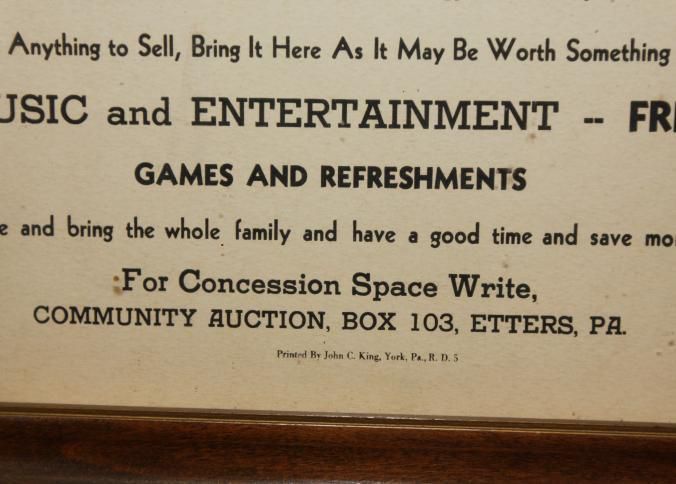 Anything to Sell, Bring It Here As It May Be Worth Something
USIC and ENTERTAINMENT -- FR
GAMES AND REFRESHMENTS
e and bring the whole family and have a good time and save mo
For Concession Space Write,
COMMUNITY AUCTION, BOX 103, ETTERS, PA.
Printed By John C. King, York, Pa., R. D. 5